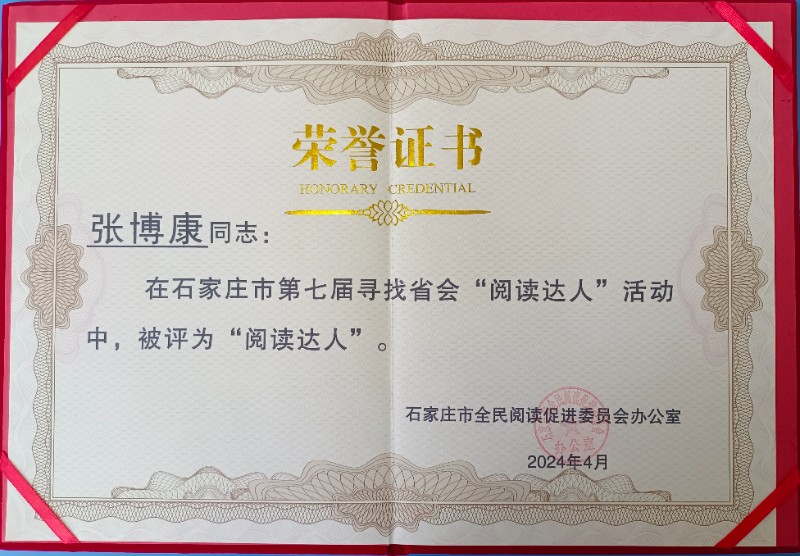 荣誉证书
HONORARY CREDENTIAL
张博康同志：
在石家庄市第七届寻找省会“阅读达人”活动
中，被评为“阅读达人”。
石家庄市全民阅读促进委员会办公室
办公室
2024年4月